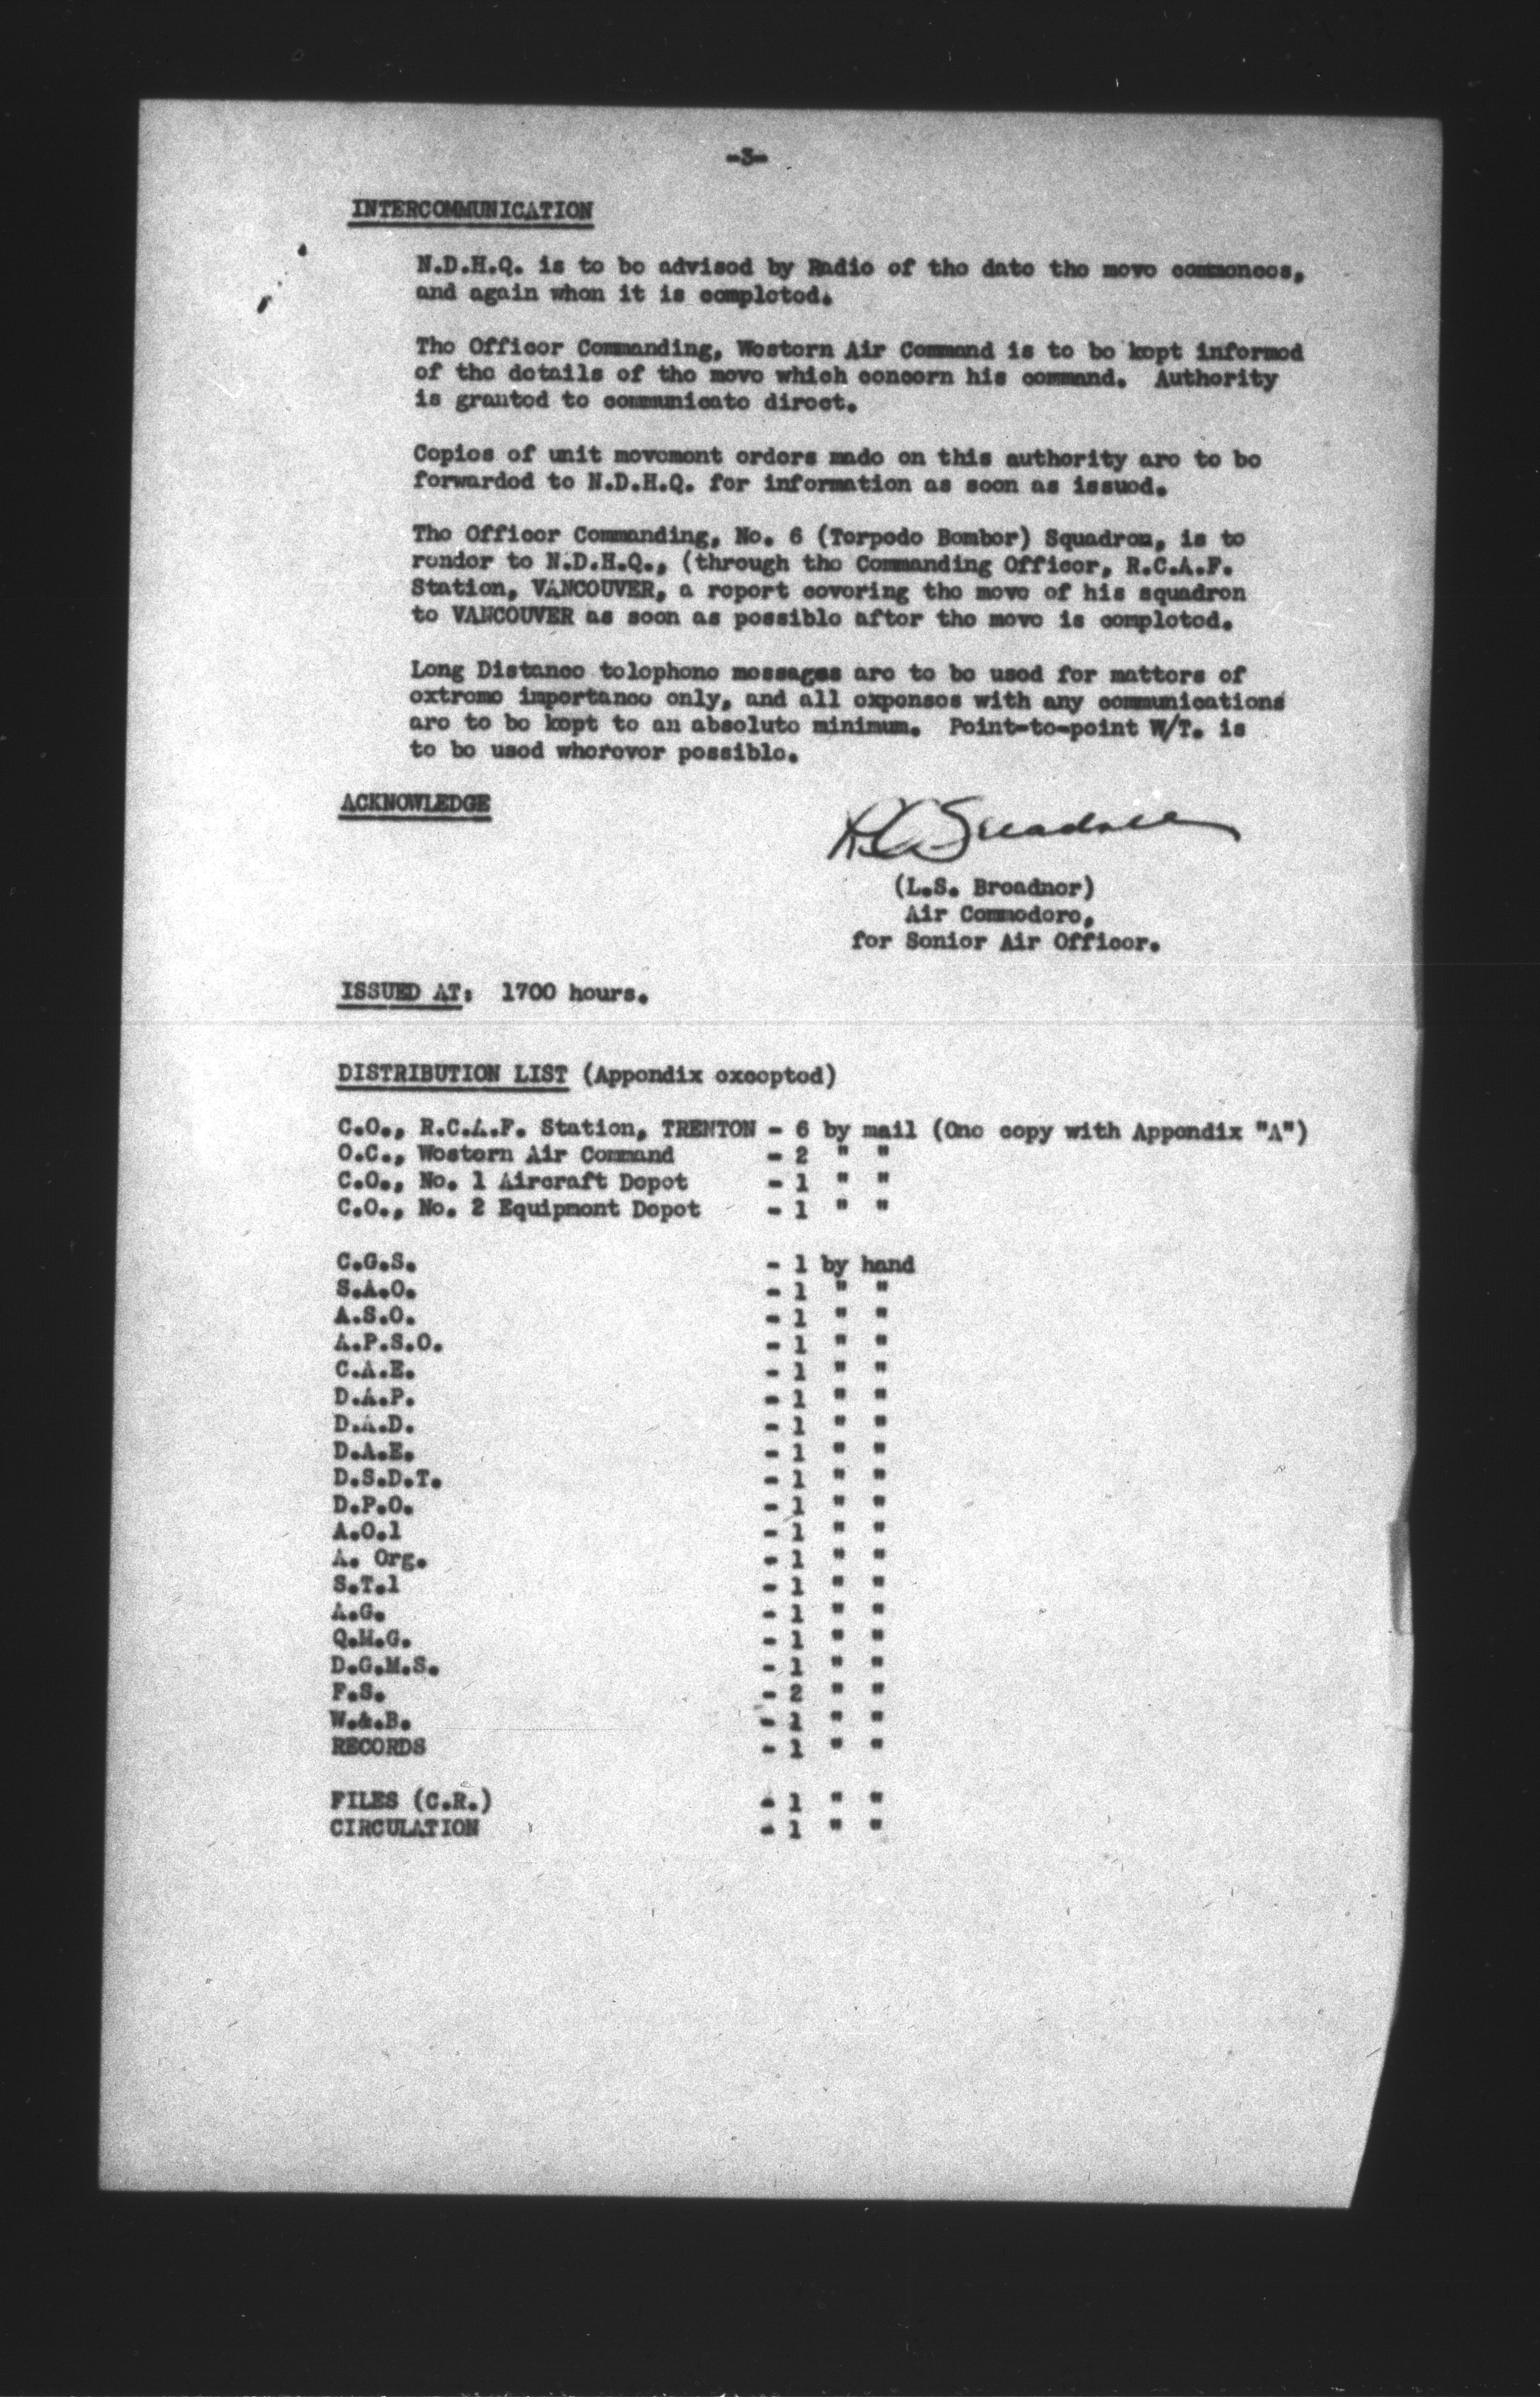 -3-
INTERCOMMUNICATION
N.D.H.Q. is to be advised by Radio of the date the move commences,
and again when it is completed.
The Officer Commanding, Western Air Command is to be kept informed
of the details of the move which concern his command. Authority
is granted to communicate direct.
Copies of unit movement orders made on this authority are to be
forwarded to N.D.H.Q. for information as soon as issued.
The Officer Commanding, No. 6 (Torpedo Bomber) Squadron, is to
render to N.D.H.Q., (through the Commanding Officer, R.C.A.F.
Station, VANCOUVER, a report covering the move of his squadron
to VANCOUVER as soon as possible after the move is completed.
Long Distance telephone messages are to be used for matters of
extreme importance only, and all expenses with any communications
are to be kept to an absolute minimum. Point-to-point W/T. is
to be used wherever possible.
ACKNOWLEDGE
(L.S. Breadner)
Air Commodore,
for Senior Air Officer.
ISSUED AT: 1700 hours.
DISTRIBUTION LIST (Appendix excepted)
C.O., R.C.A.F. Station, TRENTON - 6 by mail (One copy with Appendix "A")
O.C., Western Air Command - 2 " "
C.O., No. 1 Aircraft Depot - 1 " "
C.O., No. 2 Equipment Depot - 1 " "
C.G.S. - 1 by hand
S.A.O. - 1 " "
A.S.O. - 1 " "
A.P.S.O. - 1 " "
C.A.E. - 1 " "
D.A.P. - 1 " "
D.A.D. - 1 " "
D.A.E. - 1 " "
D.S.D.T. - 1 " "
D.P.O. - 1 " "
A.O.1 - 1 " "
A. Org. - 1 " "
S.T.1 - 1 " "
A.G. - 1 " "
Q.M.G. - 1 " "
D.G.M.S. - 1 " "
F.S. - 2 " "
W.&.B. - 1 " "
RECORDS - 1 " "
FILES (C.R.) - 1 " "
CIRCULATION - 1 " "